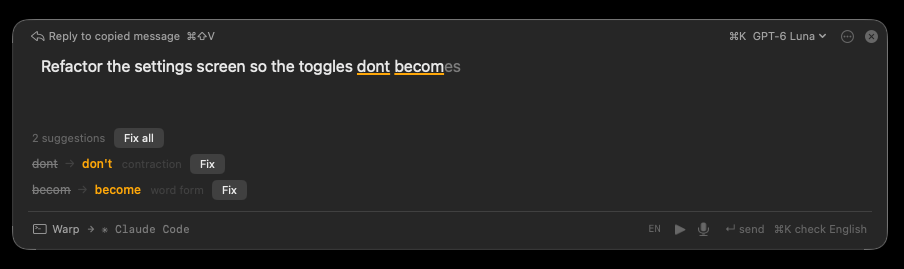 Reply to copied message ⌘⇧V
⌘K GPT-6 Luna
Refactor the settings screen so the toggles dont becomes
2 suggestions Fix all
dont → don't contraction Fix
becom → become word form Fix
Warp → ✳ Claude Code
EN ↵ send ⌘K check English